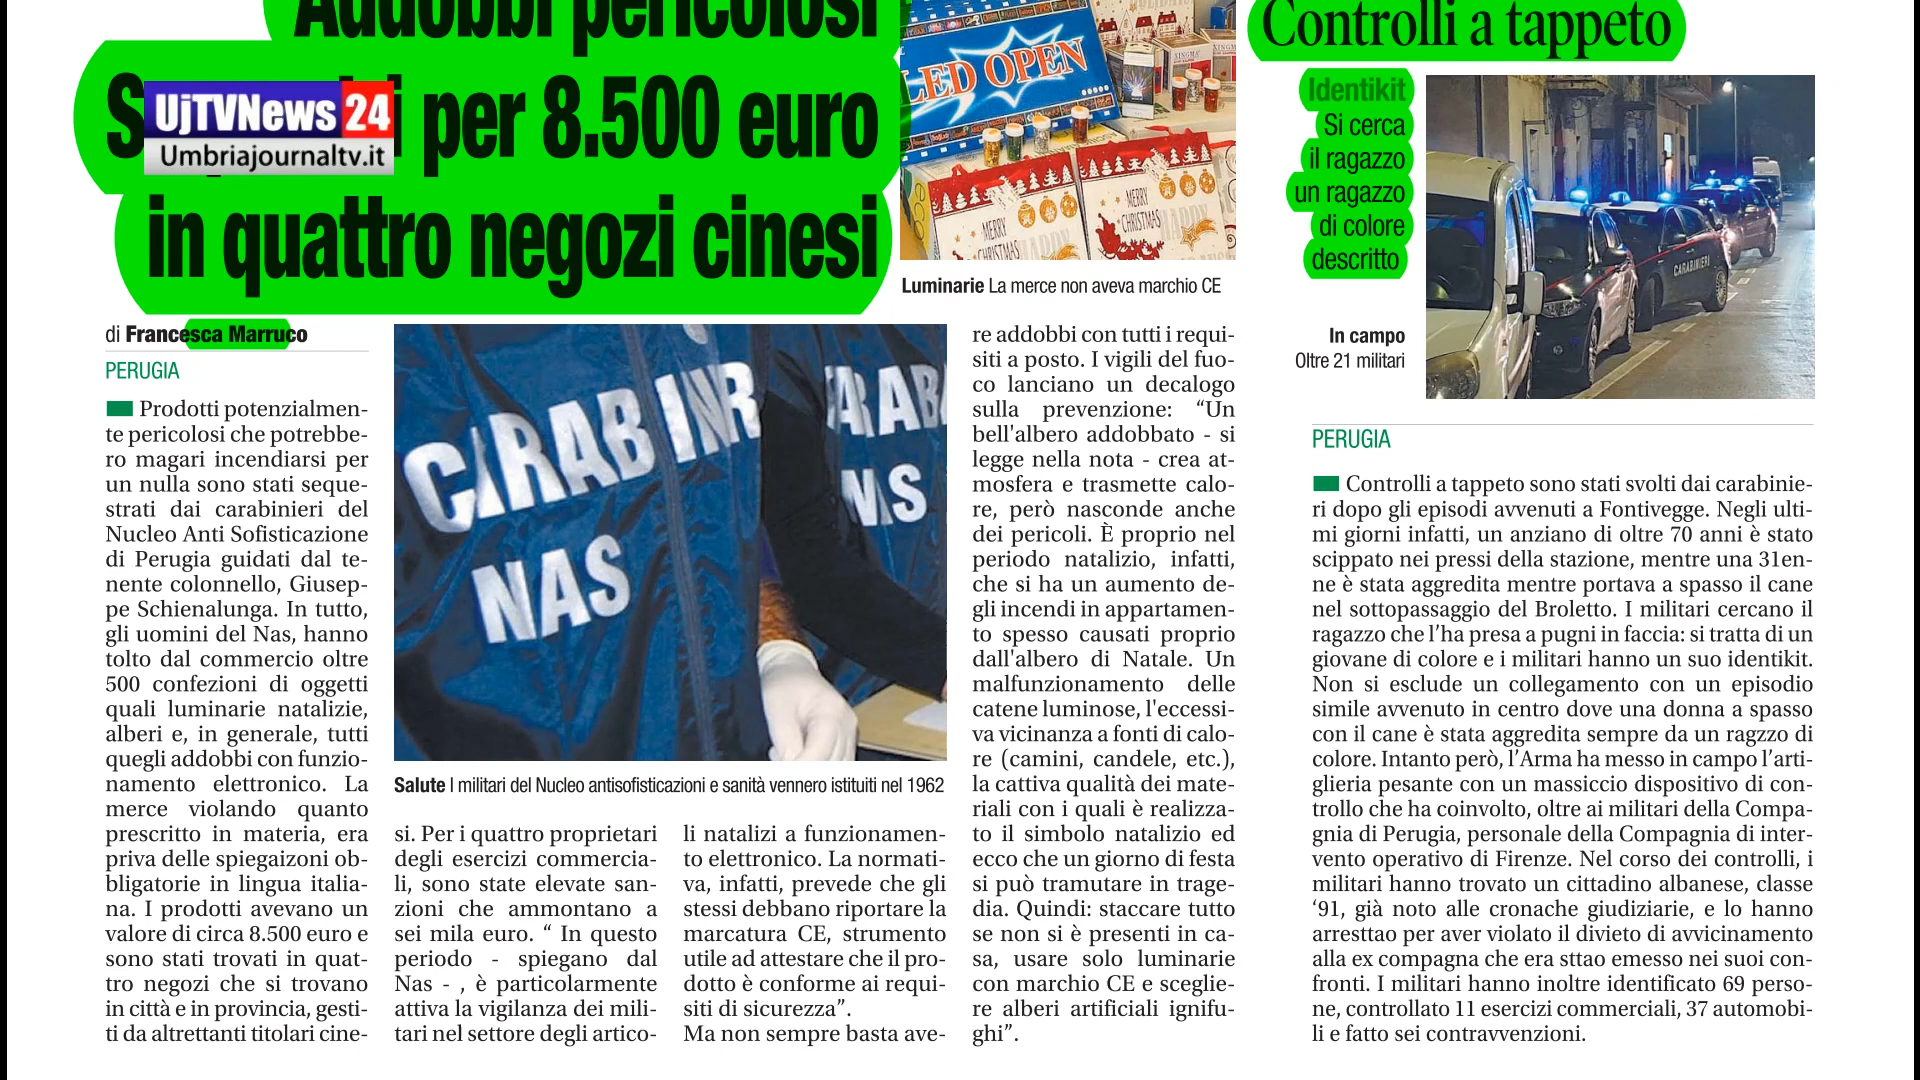 Addobbi pericolosi
per 8.500 euro
in quattro negozi cinesi
UjTVNews 24
Umbriajournaltv.it
LED OPEN
MERRY
CHRISTMAS
MERRY
CHRISTMAS
Luminarie La merce non aveva marchio CE
di Francesca Marruco
PERUGIA
Prodotti potenzialmen-
te pericolosi che potrebbe-
ro magari incendiarsi per
un nulla sono stati seque-
strati dai carabinieri del
Nucleo Anti Sofisticazione
di Perugia guidati dal te-
nente colonnello, Giusep-
pe Schienalunga. In tutto,
gli uomini del Nas, hanno
tolto dal commercio oltre
500 confezioni di oggetti
quali luminarie natalizie,
alberi e, in generale, tutti
quegli addobbi con funzio-
namento elettronico. La
merce violando quanto
prescritto in materia, era
priva delle spiegaizoni ob-
bligatorie in lingua italia-
na. I prodotti avevano un
valore di circa 8.500 euro e
sono stati trovati in quat-
tro negozi che si trovano
in città e in provincia, gesti-
ti da altrettanti titolari cine-
CARABINIR
NAS
CARAB
NAS
Salute I militari del Nucleo antisofisticazioni e sanità vennero istituiti nel 1962
si. Per i quattro proprietari
degli esercizi commercia-
li, sono state elevate san-
zioni che ammontano a
sei mila euro. “ In questo
periodo - spiegano dal
Nas - , è particolarmente
attiva la vigilanza dei mili-
tari nel settore degli artico-
li natalizi a funzionamen-
to elettronico. La normati-
va, infatti, prevede che gli
stessi debbano riportare la
marcatura CE, strumento
utile ad attestare che il pro-
dotto è conforme ai requi-
siti di sicurezza”.
Ma non sempre basta ave-
re addobbi con tutti i requi-
siti a posto. I vigili del fuo-
co lanciano un decalogo
sulla prevenzione: “Un
bell'albero addobbato - si
legge nella nota - crea at-
mosfera e trasmette calo-
re, però nasconde anche
dei pericoli. È proprio nel
periodo natalizio, infatti,
che si ha un aumento de-
gli incendi in appartamen-
to spesso causati proprio
dall'albero di Natale. Un
malfunzionamento delle
catene luminose, l'eccessi-
va vicinanza a fonti di calo-
re (camini, candele, etc.),
la cattiva qualità dei mate-
riali con i quali è realizza-
to il simbolo natalizio ed
ecco che un giorno di festa
si può tramutare in trage-
dia. Quindi: staccare tutto
se non si è presenti in ca-
sa, usare solo luminarie
con marchio CE e sceglie-
re alberi artificiali ignifu-
ghi”.
Controlli a tappeto
Identikit
Si cerca
il ragazzo
un ragazzo
di colore
descritto
In campo
Oltre 21 militari
CARABINIERI
PERUGIA
Controlli a tappeto sono stati svolti dai carabinie-
ri dopo gli episodi avvenuti a Fontivegge. Negli ulti-
mi giorni infatti, un anziano di oltre 70 anni è stato
scippato nei pressi della stazione, mentre una 31en-
ne è stata aggredita mentre portava a spasso il cane
nel sottopassaggio del Broletto. I militari cercano il
ragazzo che l’ha presa a pugni in faccia: si tratta di un
giovane di colore e i militari hanno un suo identikit.
Non si esclude un collegamento con un episodio
simile avvenuto in centro dove una donna a spasso
con il cane è stata aggredita sempre da un ragzzo di
colore. Intanto però, l’Arma ha messo in campo l’arti-
glieria pesante con un massiccio dispositivo di con-
trollo che ha coinvolto, oltre ai militari della Compa-
gnia di Perugia, personale della Compagnia di inter-
vento operativo di Firenze. Nel corso dei controlli, i
militari hanno trovato un cittadino albanese, classe
‘91, già noto alle cronache giudiziarie, e lo hanno
arresttao per aver violato il divieto di avvicinamento
alla ex compagna che era sttao emesso nei suoi con-
fronti. I militari hanno inoltre identificato 69 perso-
ne, controllato 11 esercizi commerciali, 37 automobi-
li e fatto sei contravvenzioni.